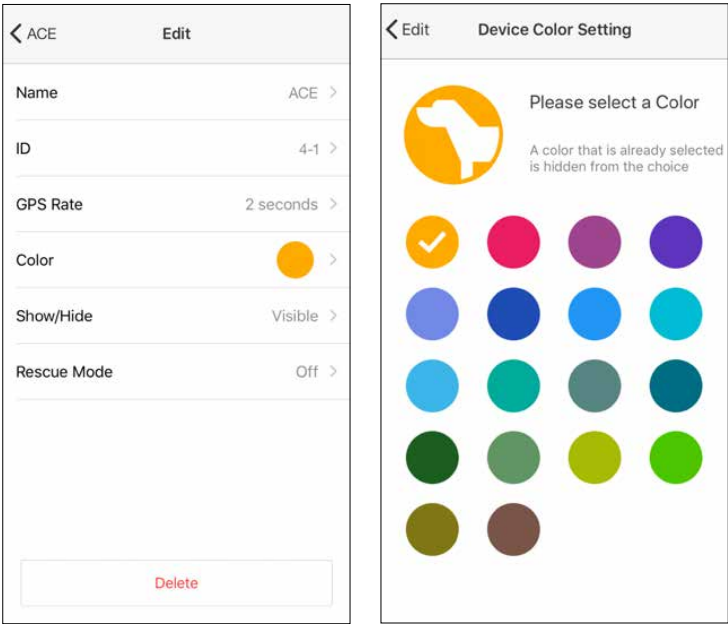 ACE
Edit
Name ACE
ID 4-1
GPS Rate 2 seconds
Color
Show/Hide Visible
Rescue Mode Off
Delete
Edit
Device Color Setting
Please select a Color
A color that is already selected
is hidden from the choice